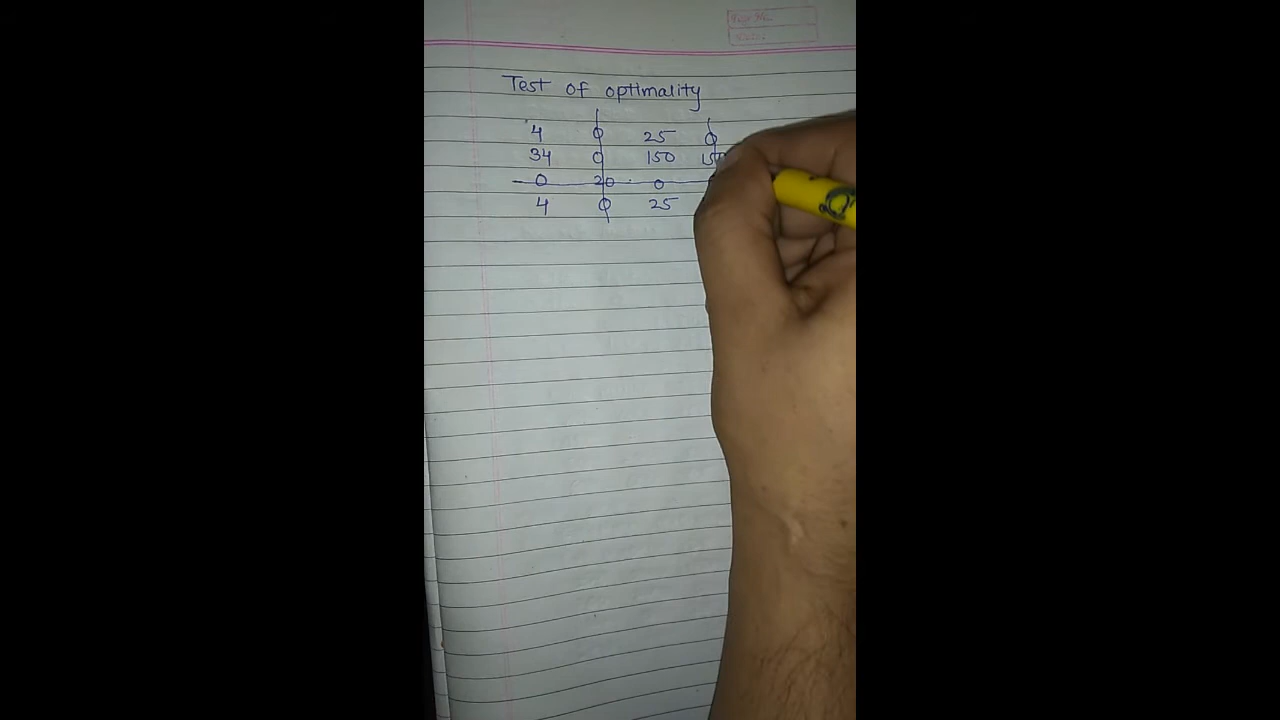 Test of optimality
4 0 25 0
34 0 150
0 20 0
4 0 25